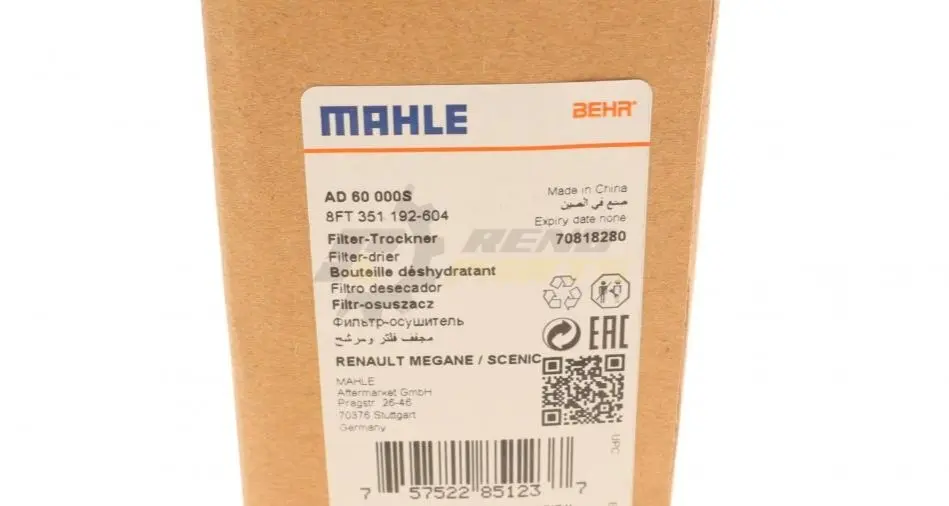 MAHLE
BEHR
AD 60 000S
8FT 351 192-604
Made in China
صنع في الصين
Expiry date none
70818280
Filter-Trockner
Filter-drier
Bouteille déshydratant
Filtro desecador
Filtr-osuszacz
Фильтр-осушитель
مجفف فلتر ومرشح
RENAULT MEGANE / SCENIC
MAHLE
Aftermarket GmbH
Pragstr. 26-46
70376 Stuttgart
Germany
EAC
UPC
7 57522 85123 7